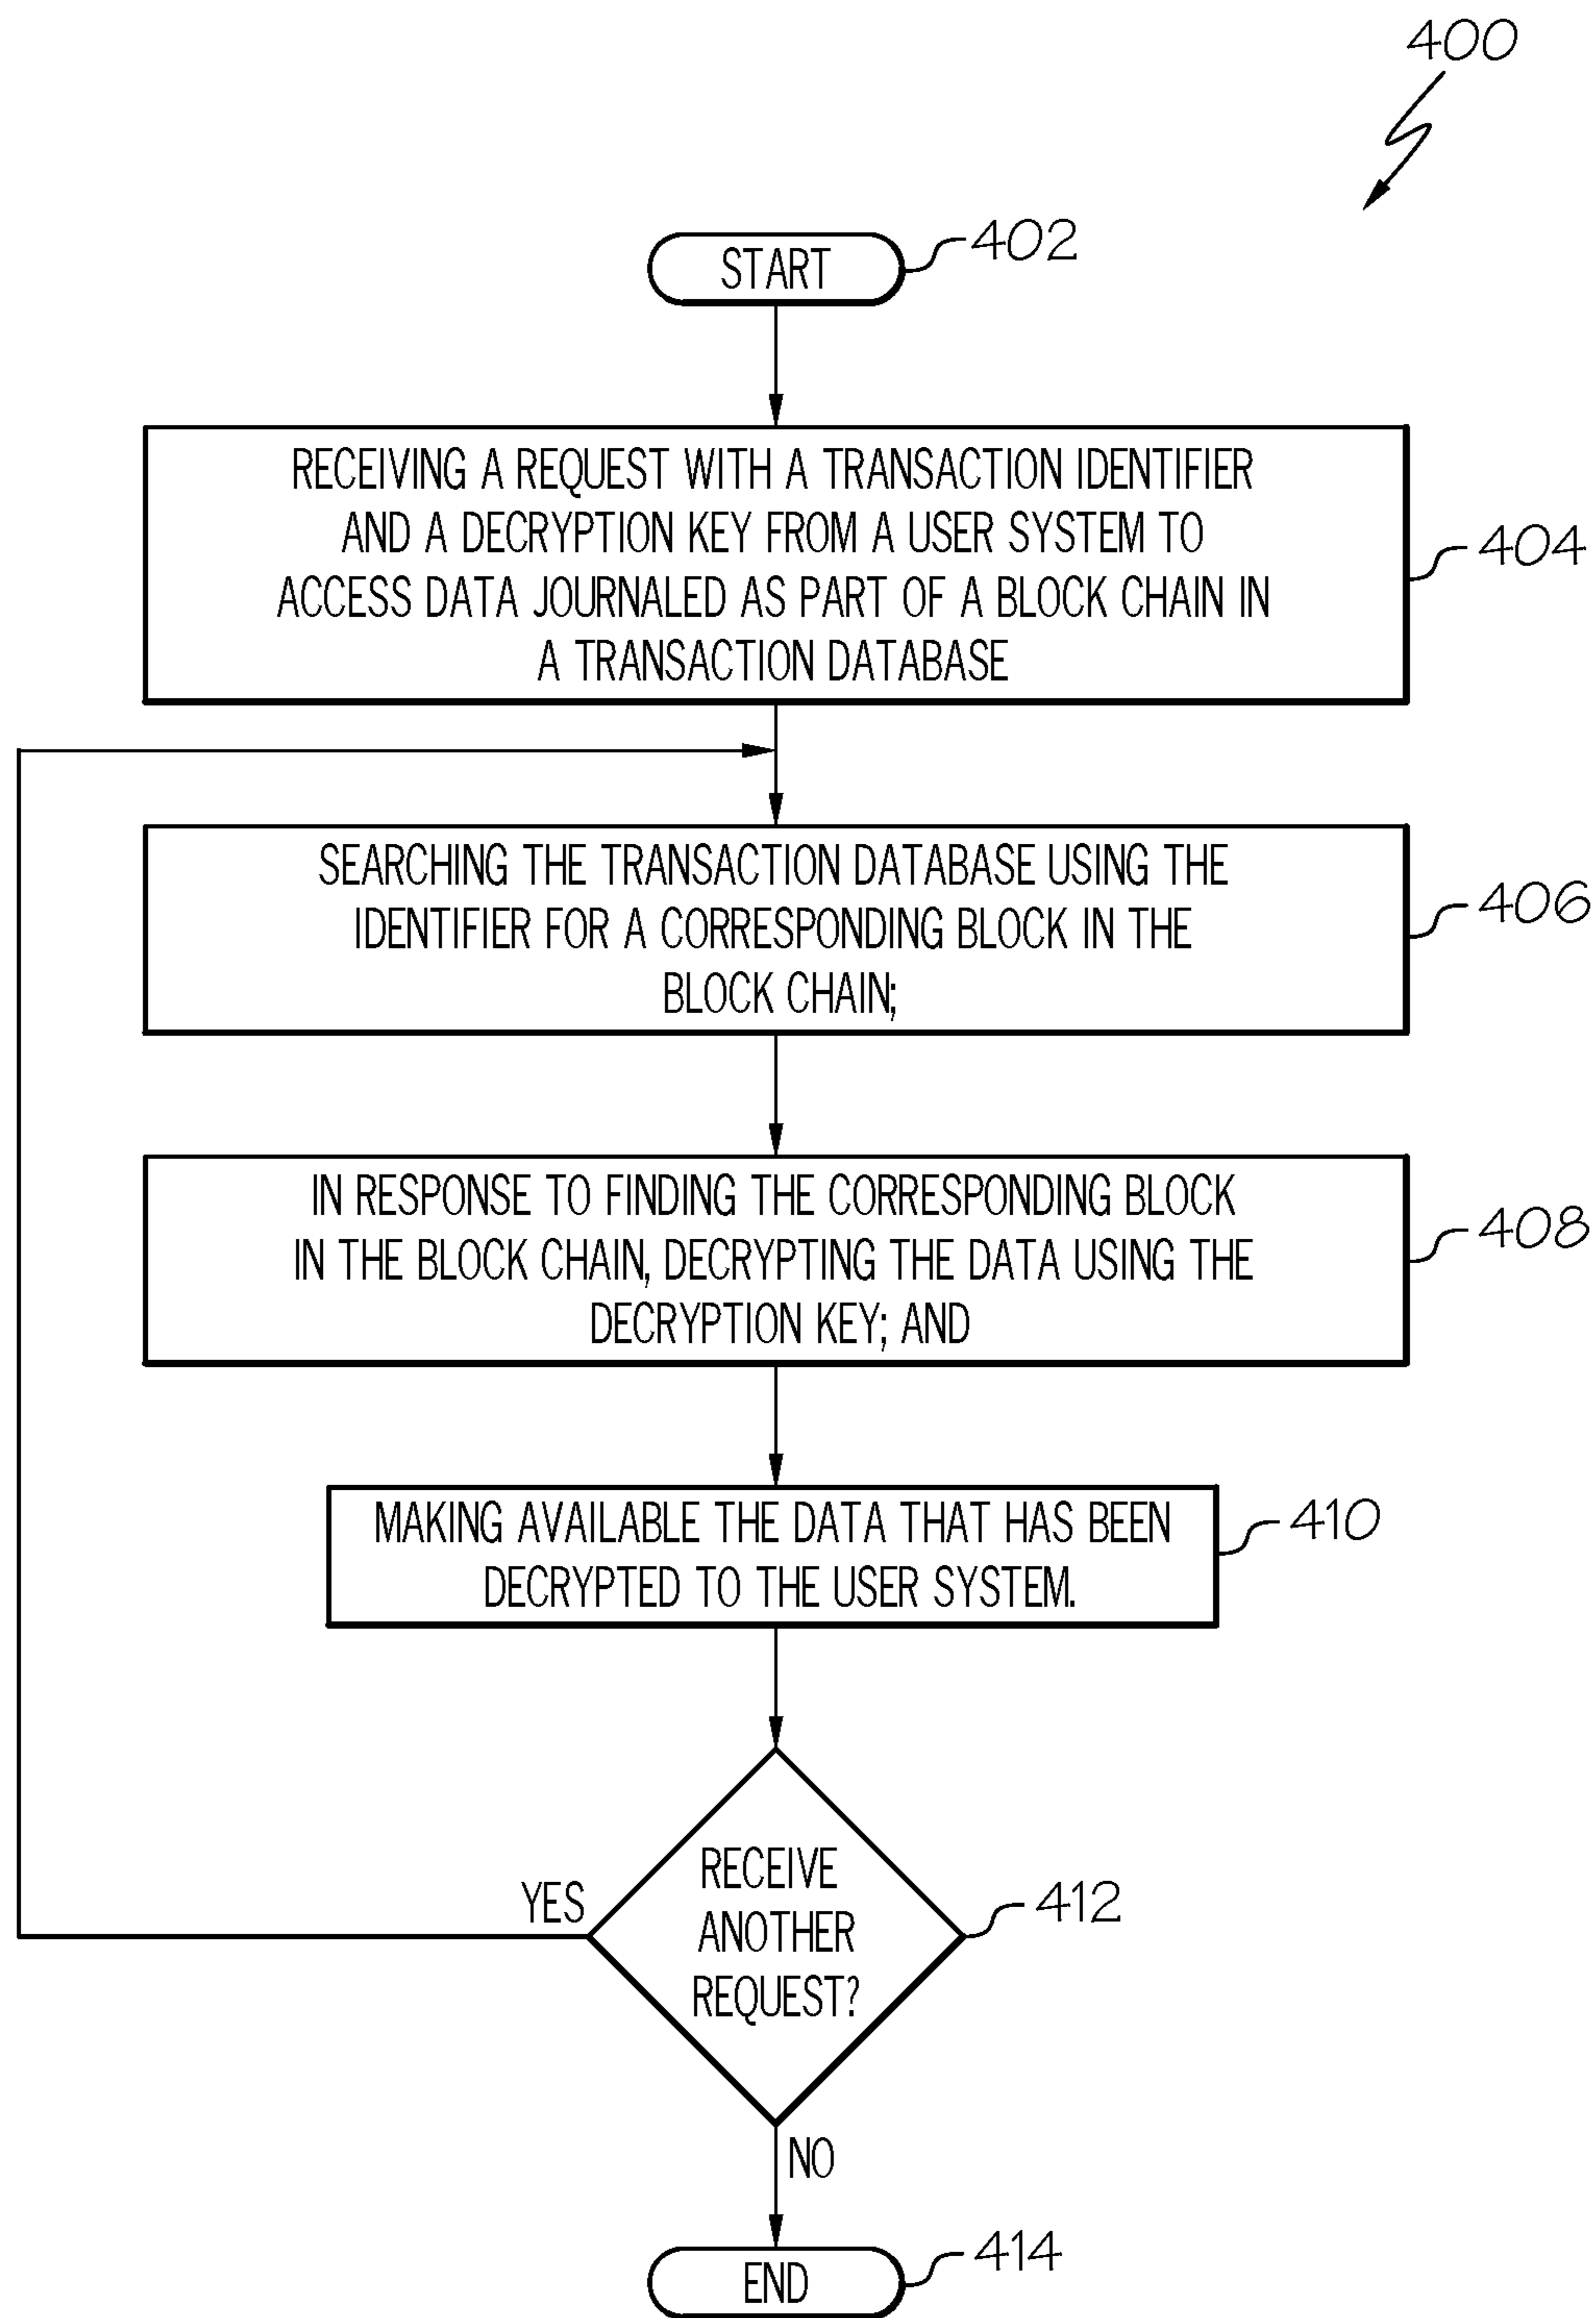 400
START
402
RECEIVING A REQUEST WITH A TRANSACTION IDENTIFIER
AND A DECRYPTION KEY FROM A USER SYSTEM TO
ACCESS DATA JOURNALED AS PART OF A BLOCK CHAIN IN
A TRANSACTION DATABASE
404
SEARCHING THE TRANSACTION DATABASE USING THE
IDENTIFIER FOR A CORRESPONDING BLOCK IN THE
BLOCK CHAIN;
406
IN RESPONSE TO FINDING THE CORRESPONDING BLOCK
IN THE BLOCK CHAIN, DECRYPTING THE DATA USING THE
DECRYPTION KEY; AND
408
MAKING AVAILABLE THE DATA THAT HAS BEEN
DECRYPTED TO THE USER SYSTEM.
410
YES
RECEIVE
ANOTHER
REQUEST?
412
NO
END
414